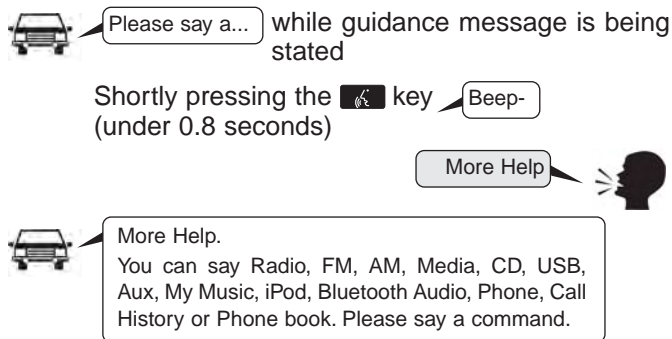 Please say a... while guidance message is being
stated
Shortly pressing the key Beep-
(under 0.8 seconds)
More Help
More Help.
You can say Radio, FM, AM, Media, CD, USB,
Aux, My Music, iPod, Bluetooth Audio, Phone, Call
History or Phone book. Please say a command.